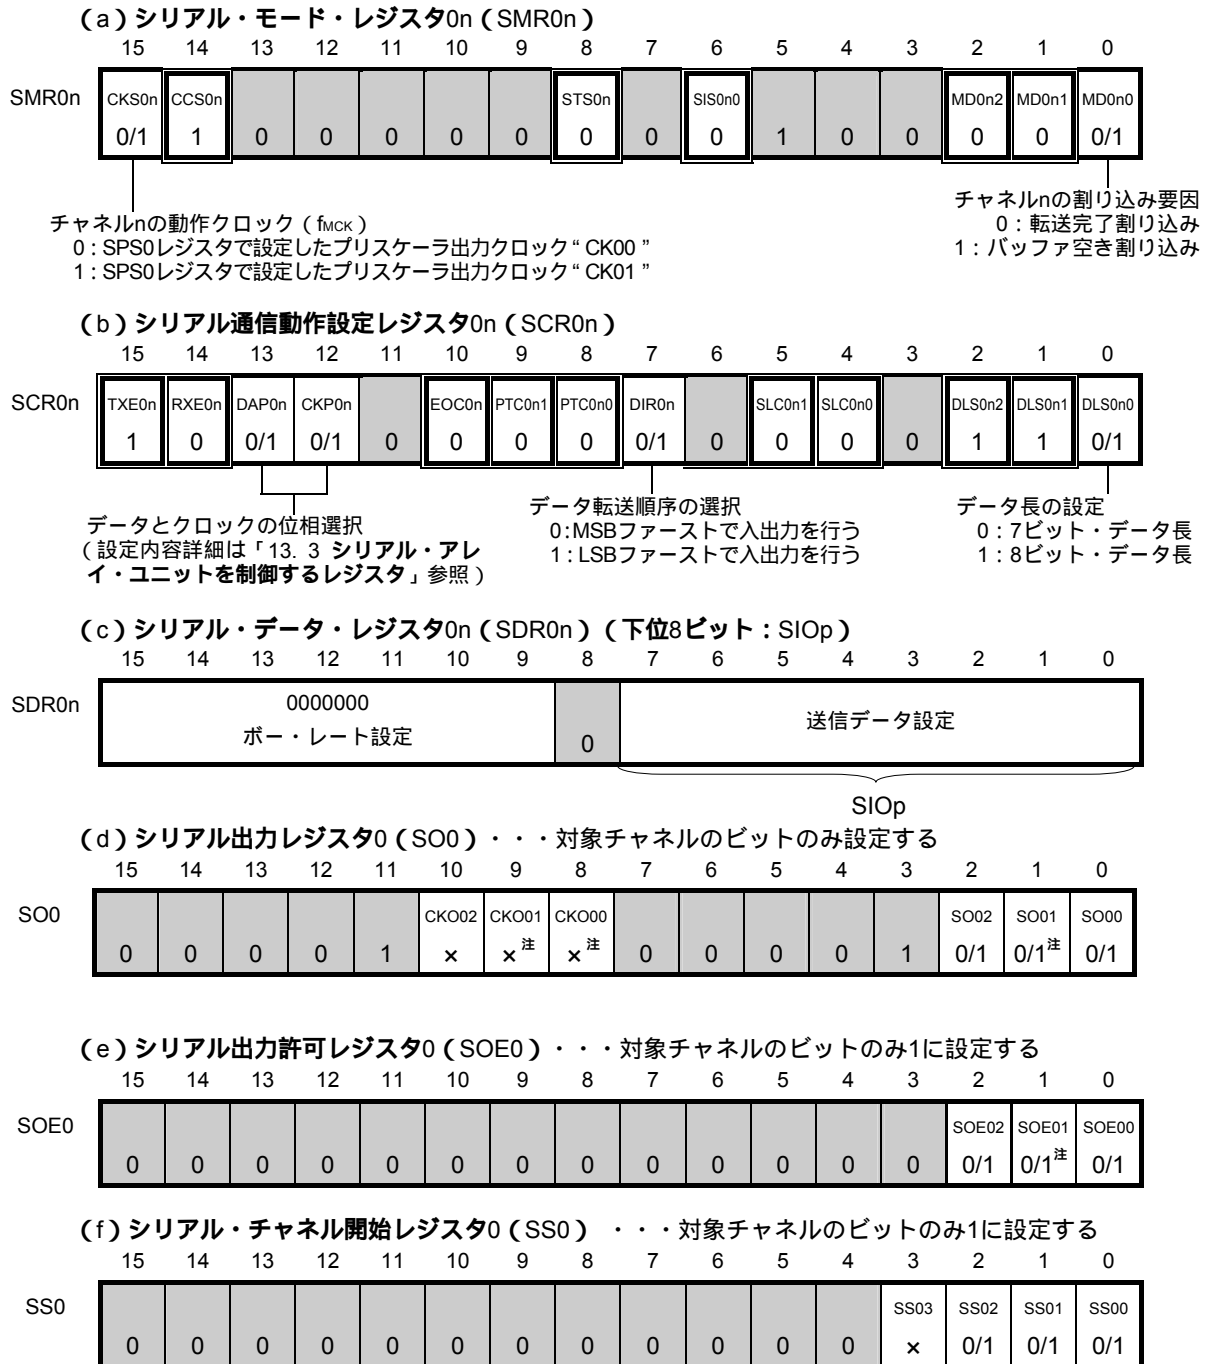 （a）シリアル・モード・レジスタ0n（SMR0n）
15 14 13 12 11 10 9 8 7 6 5 4 3 2 1 0
SMR0n CKS0n CCS0n STS0n SIS0n0 MD0n2 MD0n1 MD0n0
0/1 1 0 0 0 0 0 0 0 0 1 0 0 0 0 0/1
チャネルnの動作クロック（fMCK）
0：SPS0レジスタで設定したプリスケーラ出力クロック“CK00”
1：SPS0レジスタで設定したプリスケーラ出力クロック“CK01”
チャネルnの割り込み要因
0：転送完了割り込み
1：バッファ空き割り込み
（b）シリアル通信動作設定レジスタ0n（SCR0n）
15 14 13 12 11 10 9 8 7 6 5 4 3 2 1 0
SCR0n TXE0n RXE0n DAP0n CKP0n EOC0n PTC0n1 PTC0n0 DIR0n SLC0n1 SLC0n0 DLS0n2 DLS0n1 DLS0n0
1 0 0/1 0/1 0 0 0 0 0/1 0 0 0 0 1 1 0/1
データとクロックの位相選択
（設定内容詳細は「13. 3 シリアル・アレ
イ・ユニットを制御するレジスタ」参照）
データ転送順序の選択
0:MSBファーストで入出力を行う
1：LSBファーストで入出力を行う
データ長の設定
0：7ビット・データ長
1：8ビット・データ長
（c）シリアル・データ・レジスタ0n（SDR0n）（下位8ビット：SIOp）
15 14 13 12 11 10 9 8 7 6 5 4 3 2 1 0
SDR0n
0000000
ボー・レート設定
0
送信データ設定
SIOp
（d）シリアル出力レジスタ0（SO0）・・・対象チャネルのビットのみ設定する
15 14 13 12 11 10 9 8 7 6 5 4 3 2 1 0
SO0 CKO02 CKO01 CKO00 SO02 SO01 SO00
0 0 0 0 1 × ×注 ×注 0 0 0 0 1 0/1 0/1注 0/1
（e）シリアル出力許可レジスタ0（SOE0）・・・対象チャネルのビットのみ1に設定する
15 14 13 12 11 10 9 8 7 6 5 4 3 2 1 0
SOE0 SOE02 SOE01 SOE00
0 0 0 0 0 0 0 0 0 0 0 0 0 0/1 0/1注 0/1
（f）シリアル・チャネル開始レジスタ0（SS0）・・・対象チャネルのビットのみ1に設定する
15 14 13 12 11 10 9 8 7 6 5 4 3 2 1 0
SS0 SS03 SS02 SS01 SS00
0 0 0 0 0 0 0 0 0 0 0 0 × 0/1 0/1 0/1